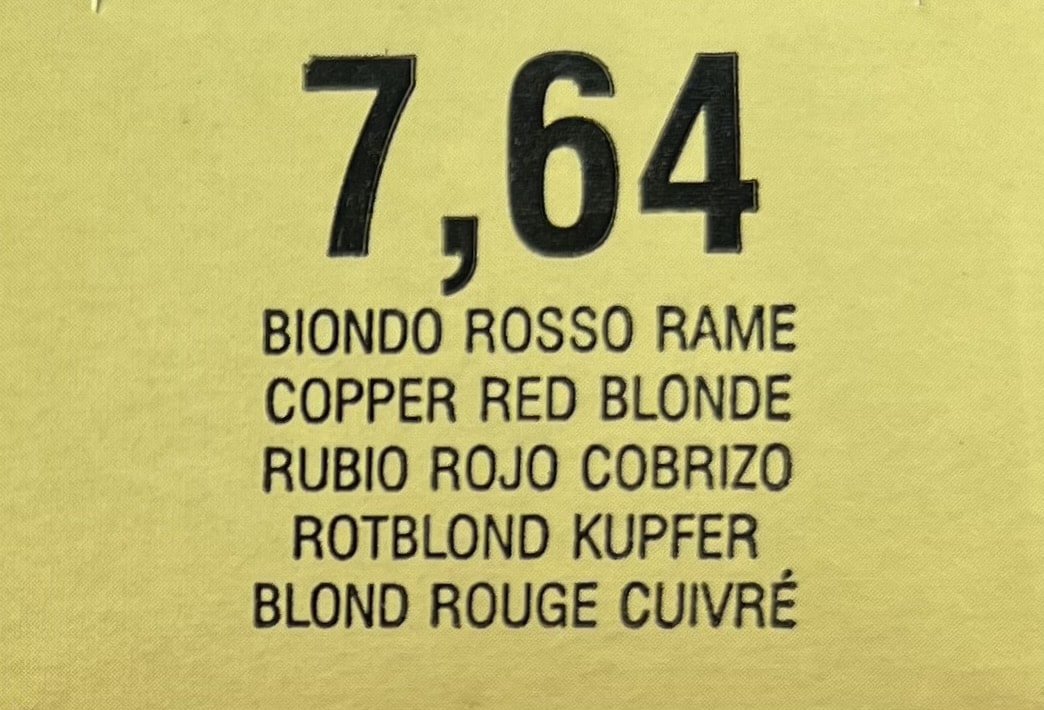 7,64
BIONDO ROSSO RAME
COPPER RED BLONDE
RUBIO ROJO COBRIZO
ROTBLOND KUPFER
BLOND ROUGE CUIVRÉ